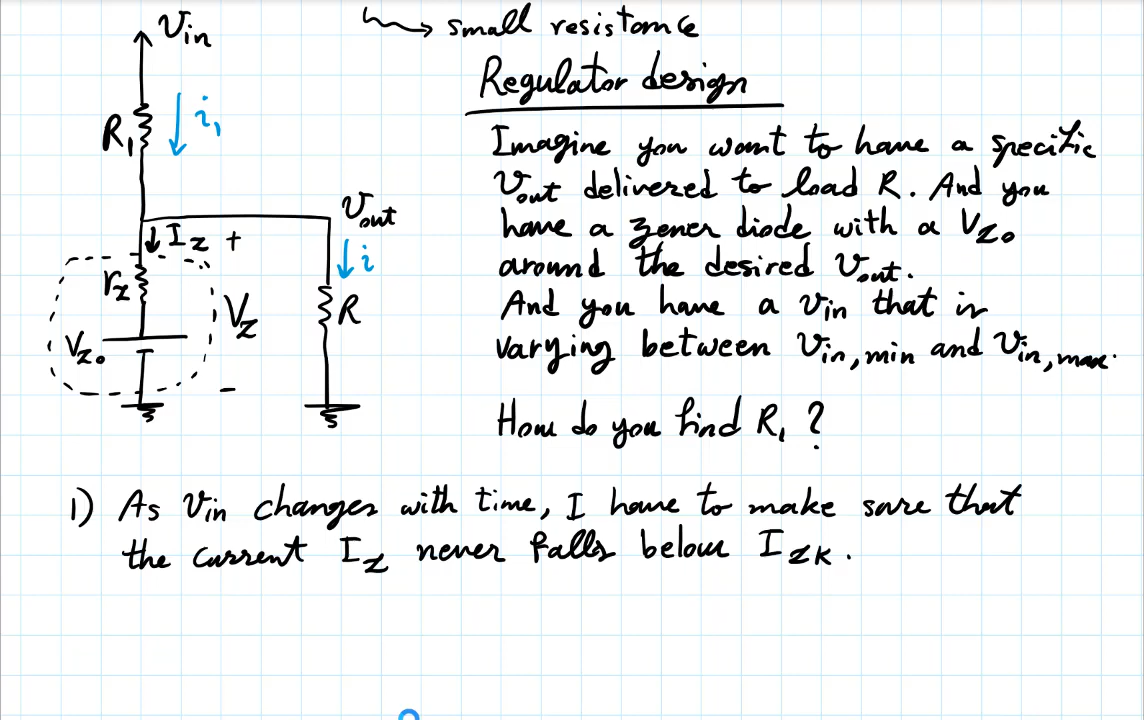 small resistance
Regulator design
Imagine you want to have a specific
Vout delivered to load R. And you
have a zener diode with a Vz0
around the desired Vout.
And you have a Vin that is
varying between Vin,min and Vin,max.
How do you find R1 ?
Vin
R1
i1
Vout
Iz +
i
rz
Vz
R
Vz0
-
1) As Vin changes with time, I have to make sure that
the current Iz never falls below IZK.